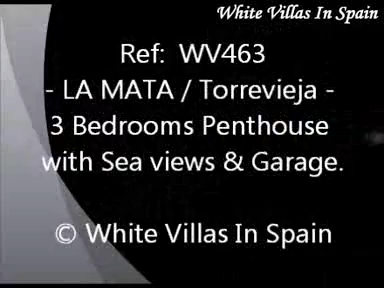 White Villas In Spain
Ref: WV463
- LA MATA / Torrevieja -
3 Bedrooms Penthouse
with Sea views & Garage.
© White Villas In Spain